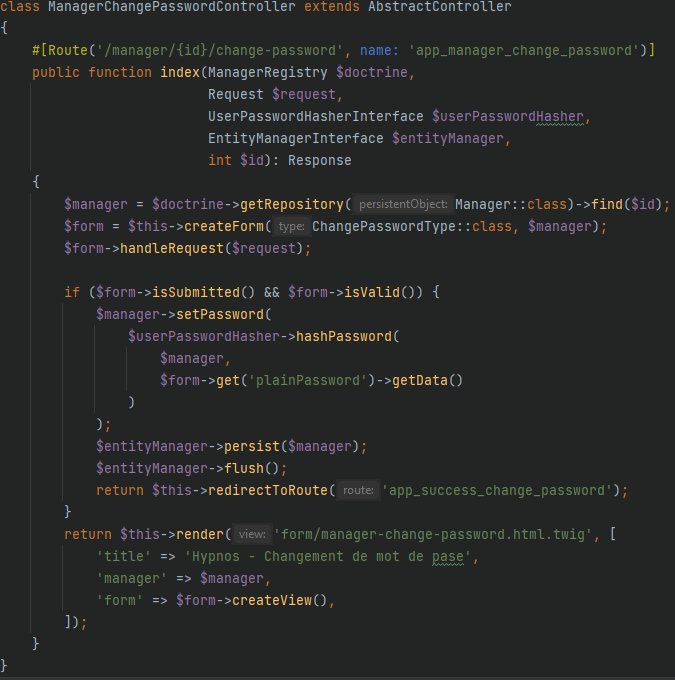 class ManagerChangePasswordController extends AbstractController
{
    #[Route('/manager/{id}/change-password', name: 'app_manager_change_password')]
    public function index(ManagerRegistry $doctrine,
                          Request $request,
                          UserPasswordHasherInterface $userPasswordHasher,
                          EntityManagerInterface $entityManager,
                          int $id): Response
    {
        $manager = $doctrine->getRepository( persistentObject: Manager::class)->find($id);
        $form = $this->createForm( type: ChangePasswordType::class, $manager);
        $form->handleRequest($request);

        if ($form->isSubmitted() && $form->isValid()) {
            $manager->setPassword(
                $userPasswordHasher->hashPassword(
                    $manager,
                    $form->get('plainPassword')->getData()
                )
            );
            $entityManager->persist($manager);
            $entityManager->flush();
            return $this->redirectToRoute( route: 'app_success_change_password');
        }
        return $this->render( view: 'form/manager-change-password.html.twig', [
            'title' => 'Hypnos - Changement de mot de pase',
            'manager' => $manager,
            'form' => $form->createView(),
        ]);
    }
}